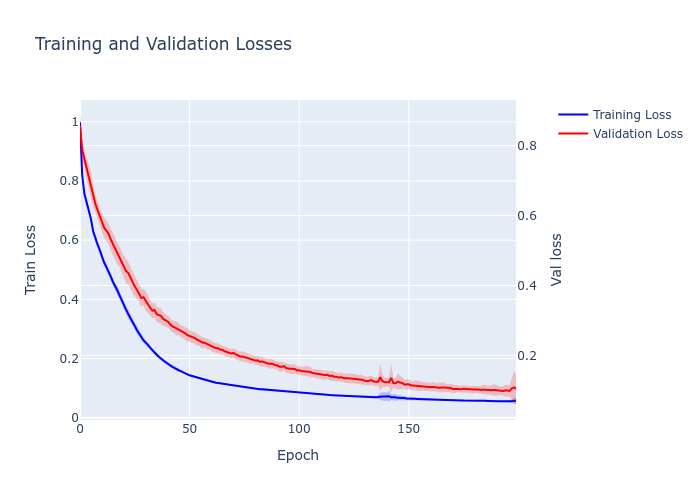 Training and Validation Losses
Training Loss
Validation Loss
1
0.8
0.6
0.4
0.2
0
0.8
0.6
0.4
0.2
Train Loss
Val loss
0
50
100
150
Epoch